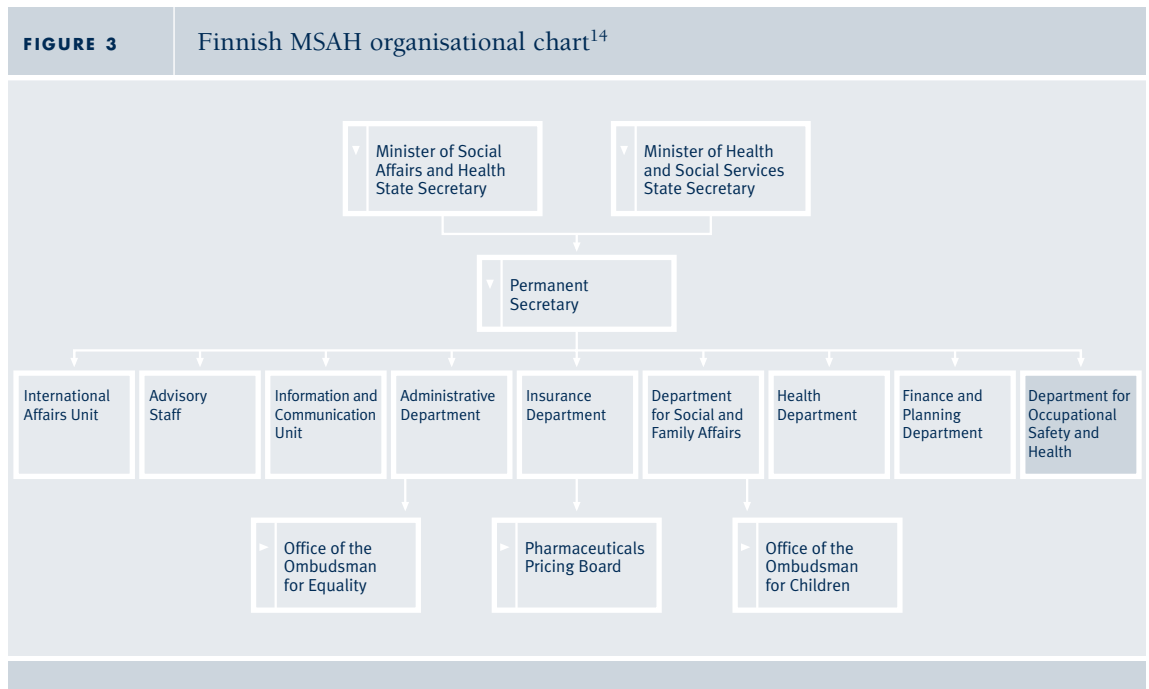 FIGURE 3
Finnish MSAH organisational chart14
Minister of Social
Affairs and Health
State Secretary
Minister of Health
and Social Services
State Secretary
Permanent
Secretary
International
Affairs Unit
Advisory
Staff
Information and
Communication
Unit
Administrative
Department
Insurance
Department
Department
for Social and
Family Affairs
Health
Department
Finance and
Planning
Department
Department for
Occupational
Safety and
Health
Office of the
Ombudsman
for Equality
Pharmaceuticals
Pricing Board
Office of the
Ombudsman
for Children